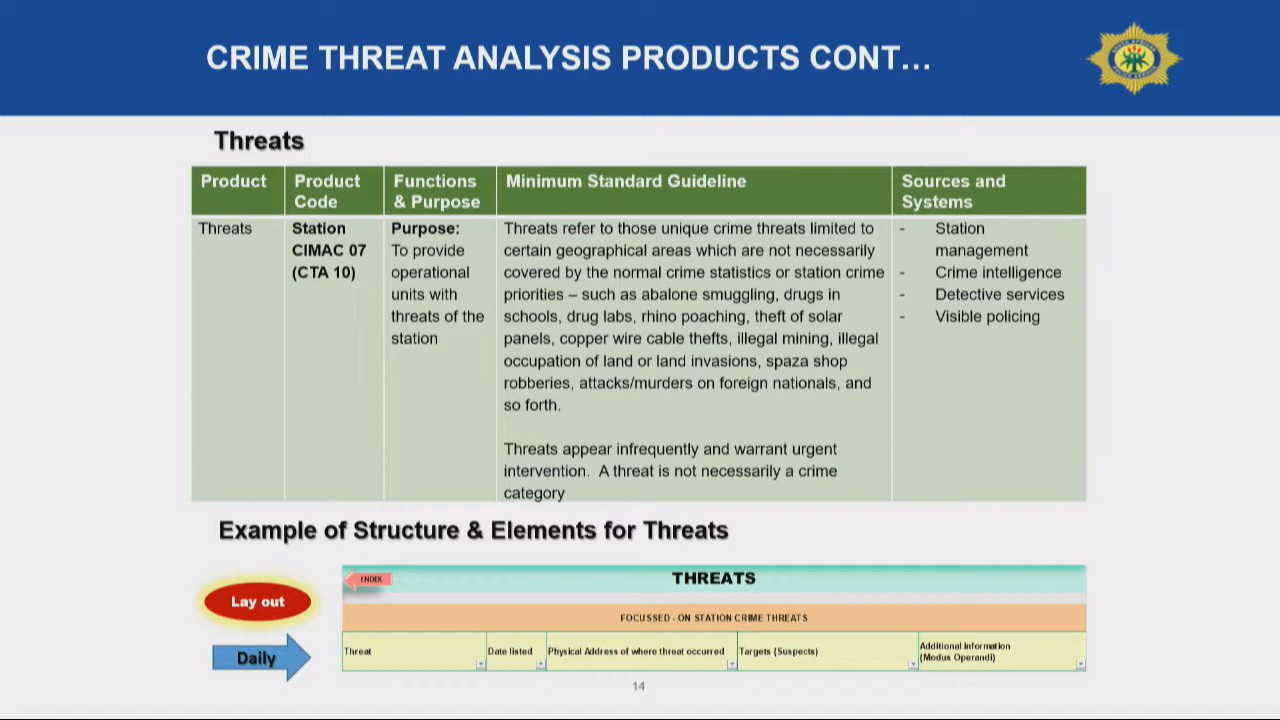 CRIME THREAT ANALYSIS PRODUCTS CONT...
Threats
Product
Product
Code
Functions
& Purpose
Minimum Standard Guideline
Sources and
Systems
Threats
Station
CIMAC 07
(CTA 10)
Purpose:
To provide
operational
units with
threats of the
station
Threats refer to those unique crime threats limited to
certain geographical areas which are not necessarily
covered by the normal crime statistics or station crime
priorities – such as abalone smuggling, drugs in
schools, drug labs, rhino poaching, theft of solar
panels, copper wire cable thefts, illegal mining, illegal
occupation of land or land invasions, spaza shop
robberies, attacks/murders on foreign nationals, and
so forth.
Threats appear infrequently and warrant urgent
intervention.  A threat is not necessarily a crime
category
- Station
management
- Crime intelligence
- Detective services
- Visible policing
Example of Structure & Elements for Threats
Lay out
Daily
INDEX
THREATS
FOCUSSED - ON STATION CRIME THREATS
Threat
Date listed
Physical Address of where threat occurred
Targets (Suspects)
Additional Information
(Modus Operandi)
14